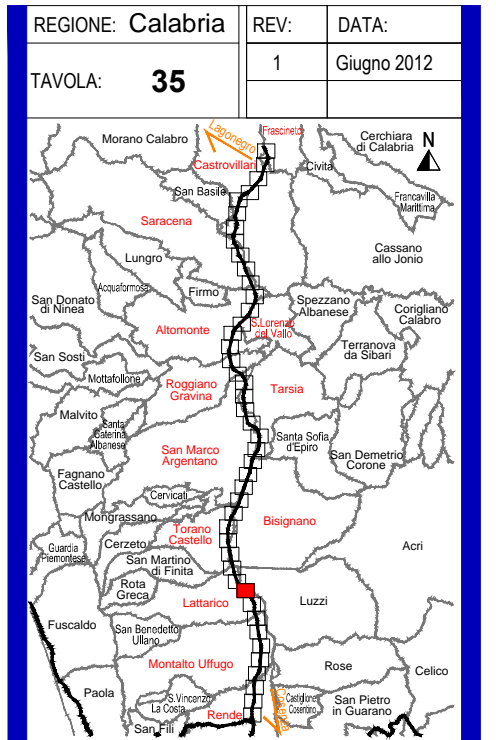 REGIONE: Calabria
REV:
DATA:
TAVOLA: 35
1
Giugno 2012
Lagonegro
Frascineto
Morano Calabro
Cerchiara
di Calabria
N
Castrovillari
Civita
San Basile
Francavilla
Marittima
Saracena
Cassano
allo Jonio
Lungro
Acquaformosa
Firmo
San Donato
di Ninea
Spezzano
Albanese
Corigliano
Calabro
S.Lorenzo
del Vallo
Altomonte
Terranova
da Sibari
San Sosti
Mottafollone
Roggiano
Gravina
Tarsia
Malvito
Santa
Caterina
Albanese
Santa Sofia
d'Epiro
San Marco
Argentano
San Demetrio
Corone
Fagnano
Castello
Cervicati
Mongrassano
Bisignano
Torano
Castello
Cerzeto
Guardia
Piemontese
Acri
San Martino
di Finita
Rota
Greca
Lattarico
Luzzi
Fuscaldo
San Benedetto
Ullano
Montalto Uffugo
Rose
Celico
Paola
S.Vincenzo
La Costa
Cosenza
Castiglione
Cosentino
San Pietro
in Guarano
Rende
San Fili